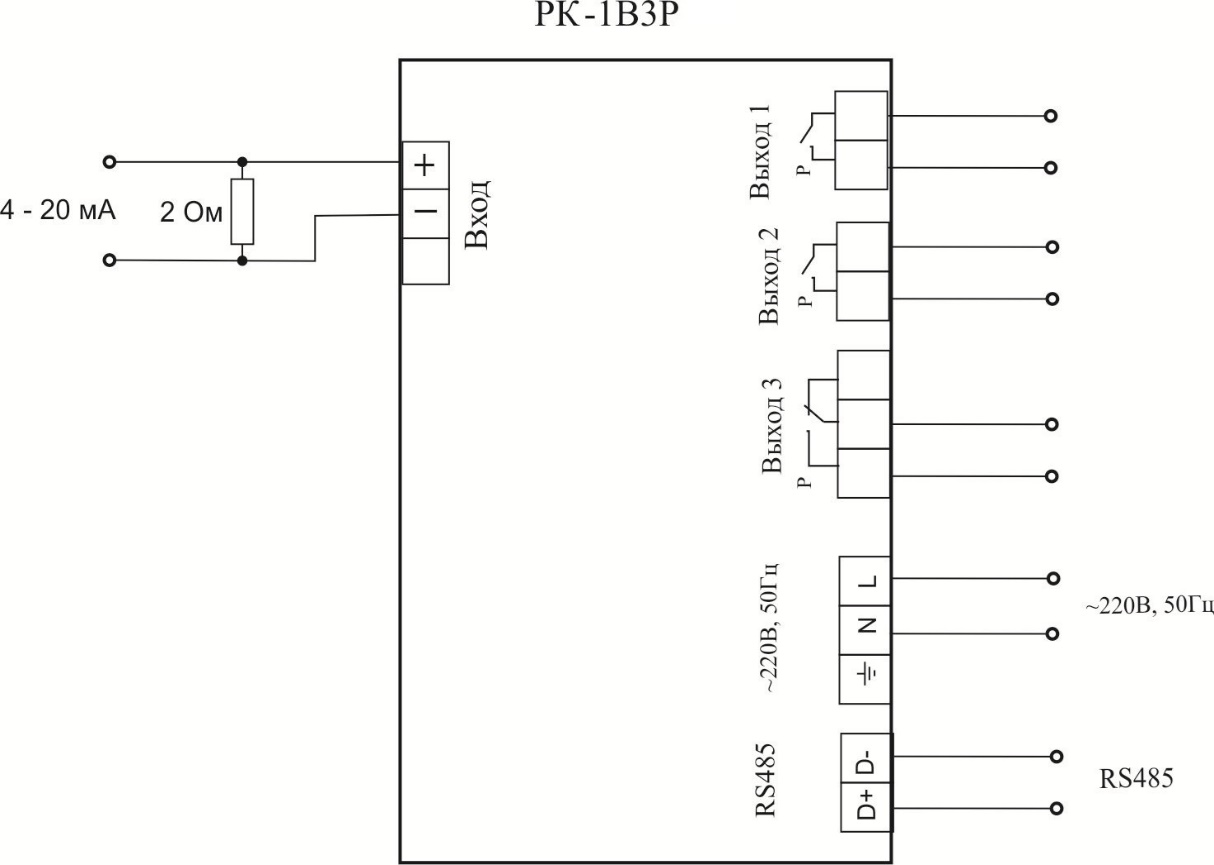 РК-1В3Р
4 - 20 мА
2 Ом
+
−
Вход
Выход 1
Р
Выход 2
Р
Выход 3
Р
~220В, 50Гц
L
N
~220В, 50Гц
RS485
D-
D+
RS485